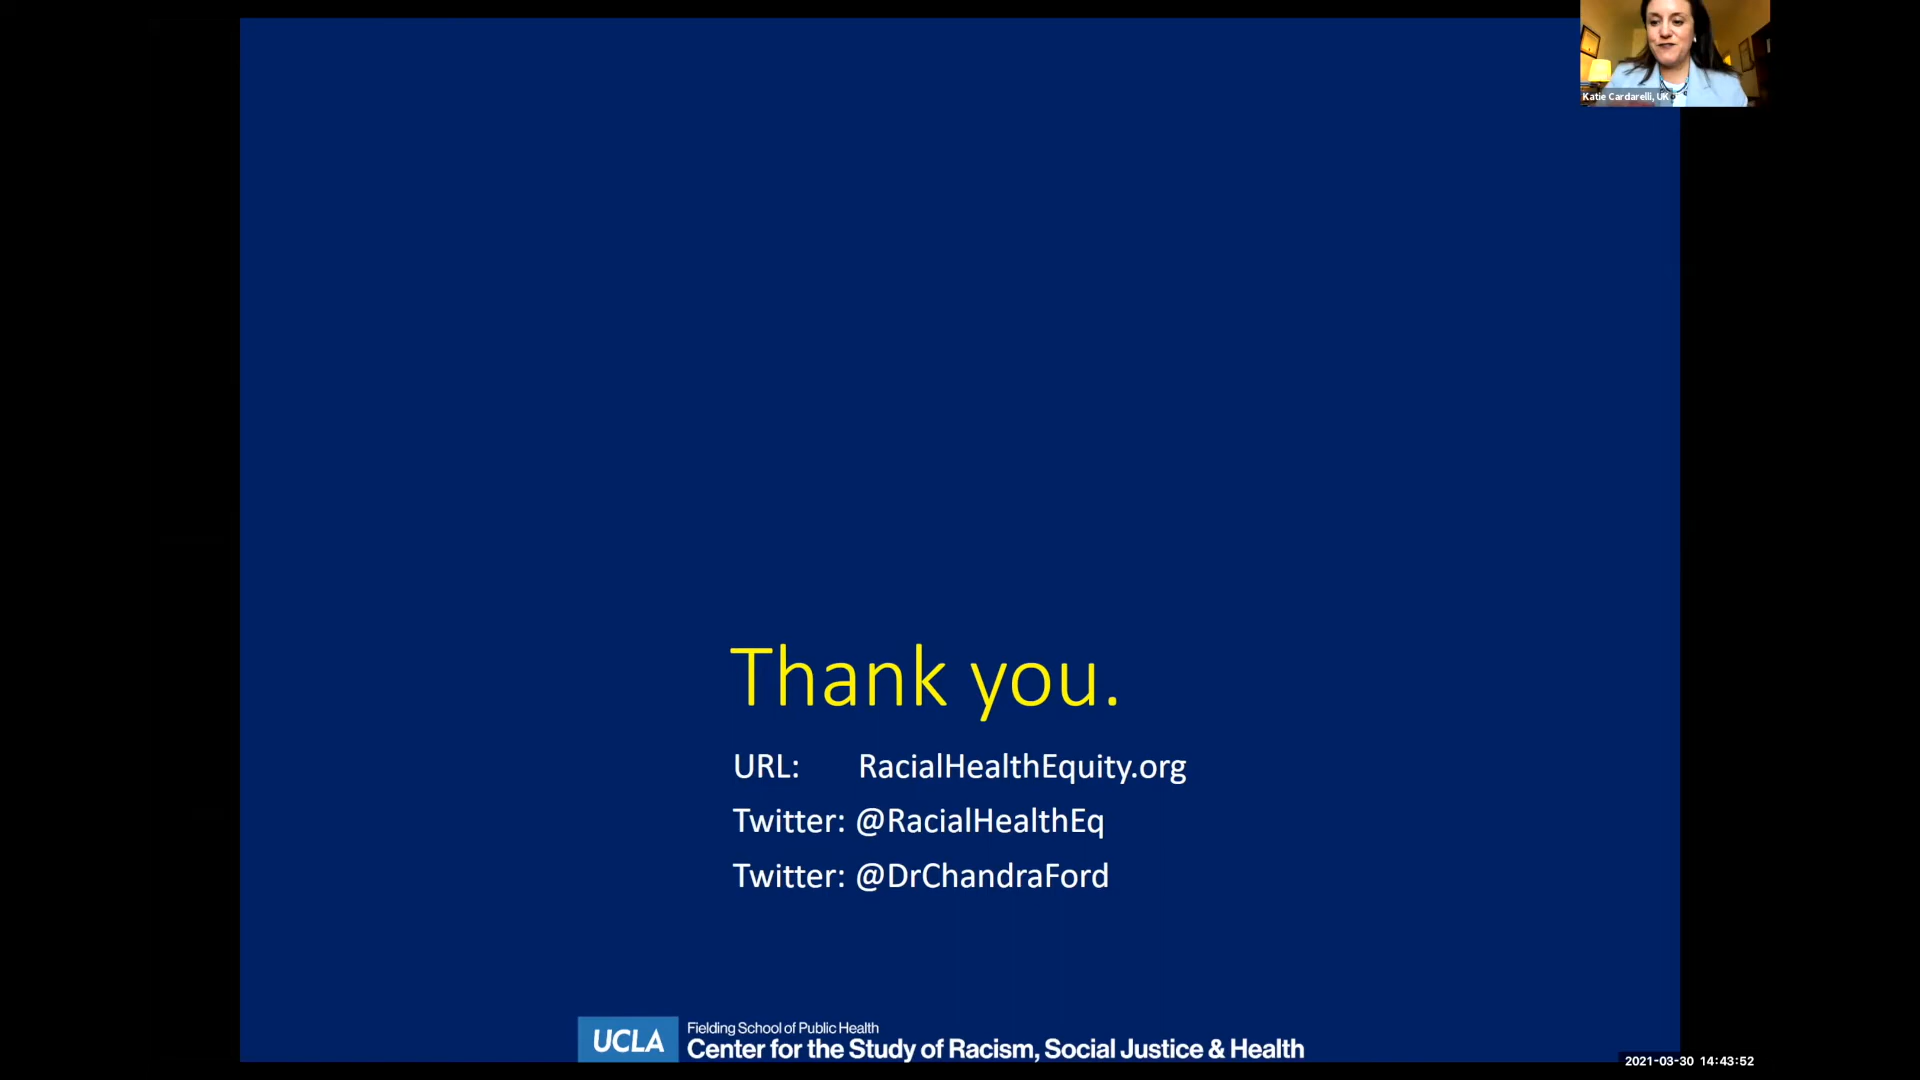 Katie Cardarelli, UK
Thank you.
URL: RacialHealthEquity.org
Twitter: @RacialHealthEq
Twitter: @DrChandraFord
UCLA
Fielding School of Public Health
Center for the Study of Racism, Social Justice & Health
2021-03-30 14:43:52